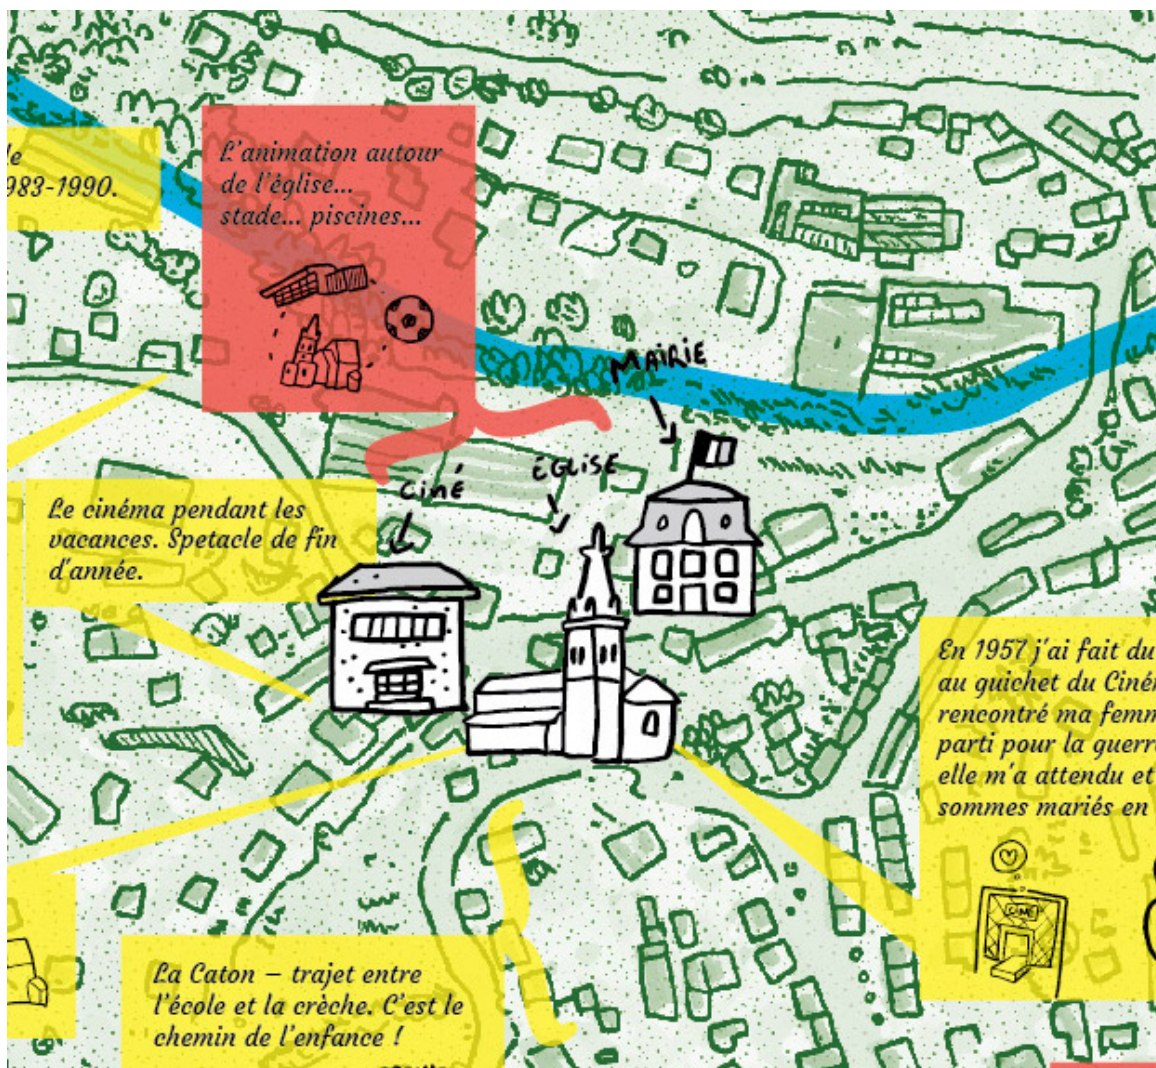 983-1990.
L'animation autour
de l'église...
stade... piscines...
MAIRIE
ÉGLISE
CINÉ
Le cinéma pendant les
vacances. Spetacle de fin
d'année.
En 1957 j'ai fait du
au guichet du Ciné
rencontré ma femm
parti pour la guerr
elle m'a attendu et
sommes mariés en
CINÉ
La Caton – trajet entre
l'école et la crèche. C'est le
chemin de l'enfance !